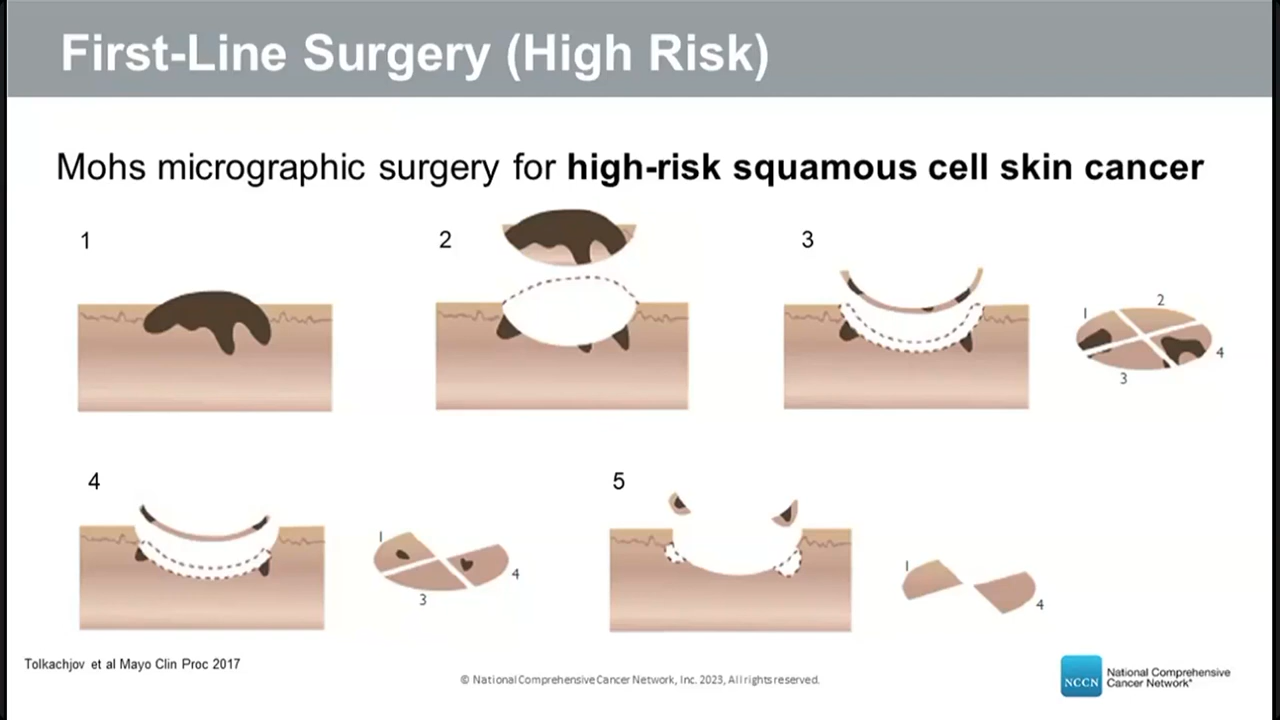 First-Line Surgery (High Risk)
Mohs micrographic surgery for high-risk squamous cell skin cancer
1
2
3
1
2
3
4
4
1
3
4
5
1
4
Tolkachjov et al Mayo Clin Proc 2017
© National Comprehensive Cancer Network, Inc. 2023, All rights reserved.
NCCN
National Comprehensive
Cancer Network®